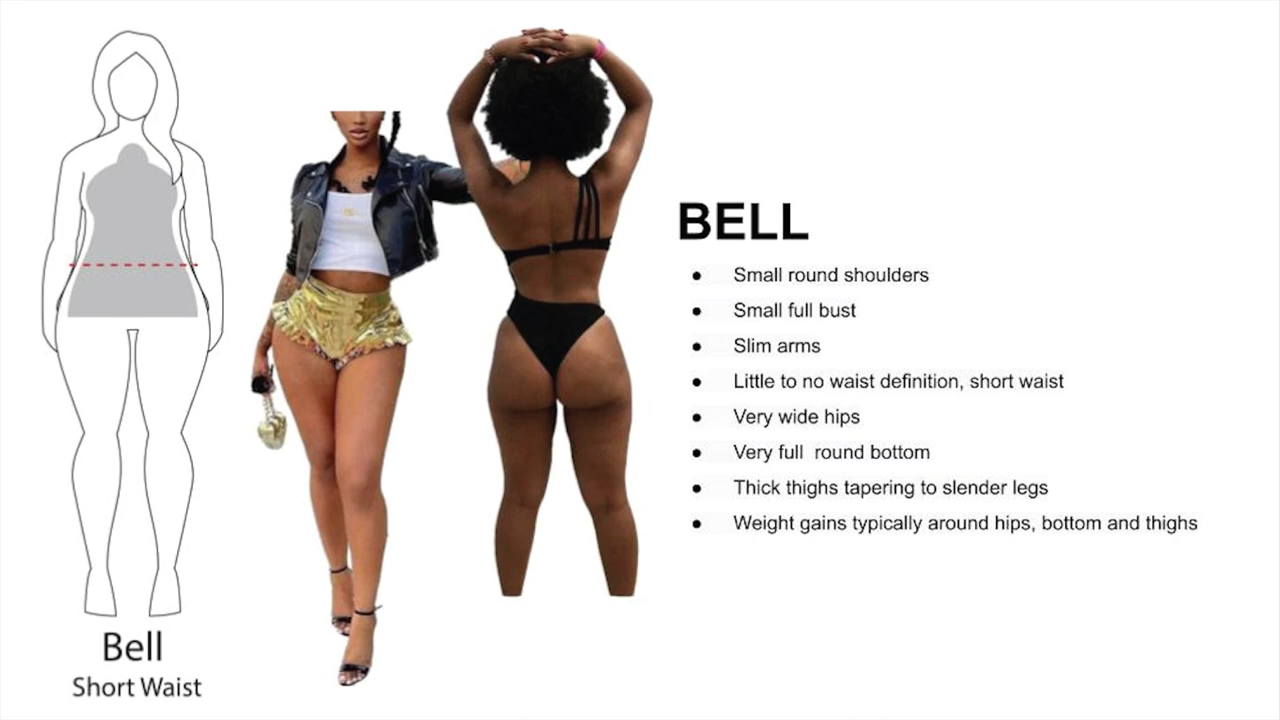 BELL
● Small round shoulders
● Small full bust
● Slim arms
● Little to no waist definition, short waist
● Very wide hips
● Very full  round bottom
● Thick thighs tapering to slender legs
● Weight gains typically around hips, bottom and thighs
Bell
Short Waist